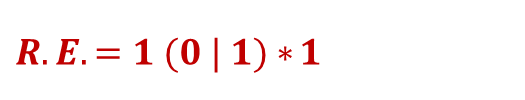 R. E. = 1 (0 | 1) * 1